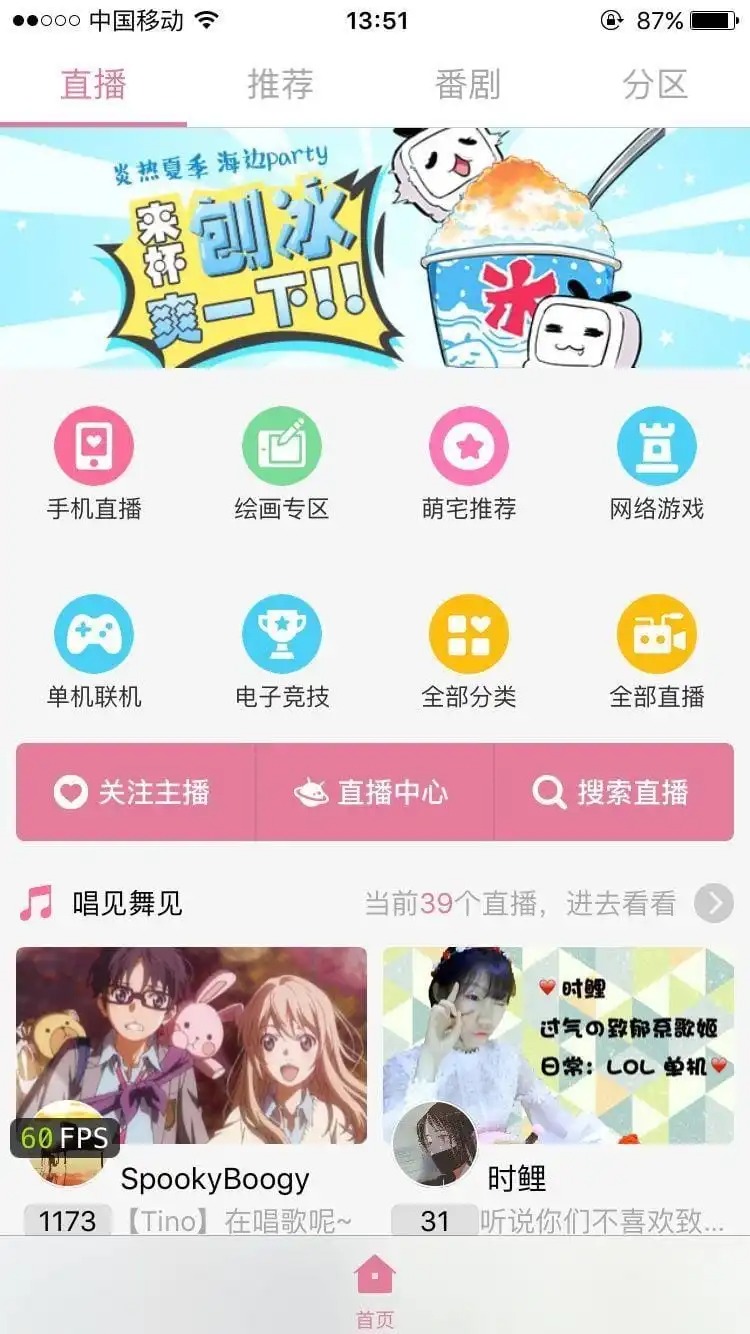 中国移动 13:51 87%
直播 推荐 番剧 分区
炎热夏季 海边party
来杯刨冰
爽一下!!
氷
手机直播 绘画专区 萌宅推荐 网络游戏
单机联机 电子竞技 全部分类 全部直播
关注主播 直播中心 搜索直播
唱见舞见 当前39个直播，进去看看
时鲤
过气の致郁系歌姬
日常：LOL 单机
60 FPS
SpookyBoogy 时鲤
1173 【Tino】在唱歌呢~ 31 听说你们不喜欢致...
首页